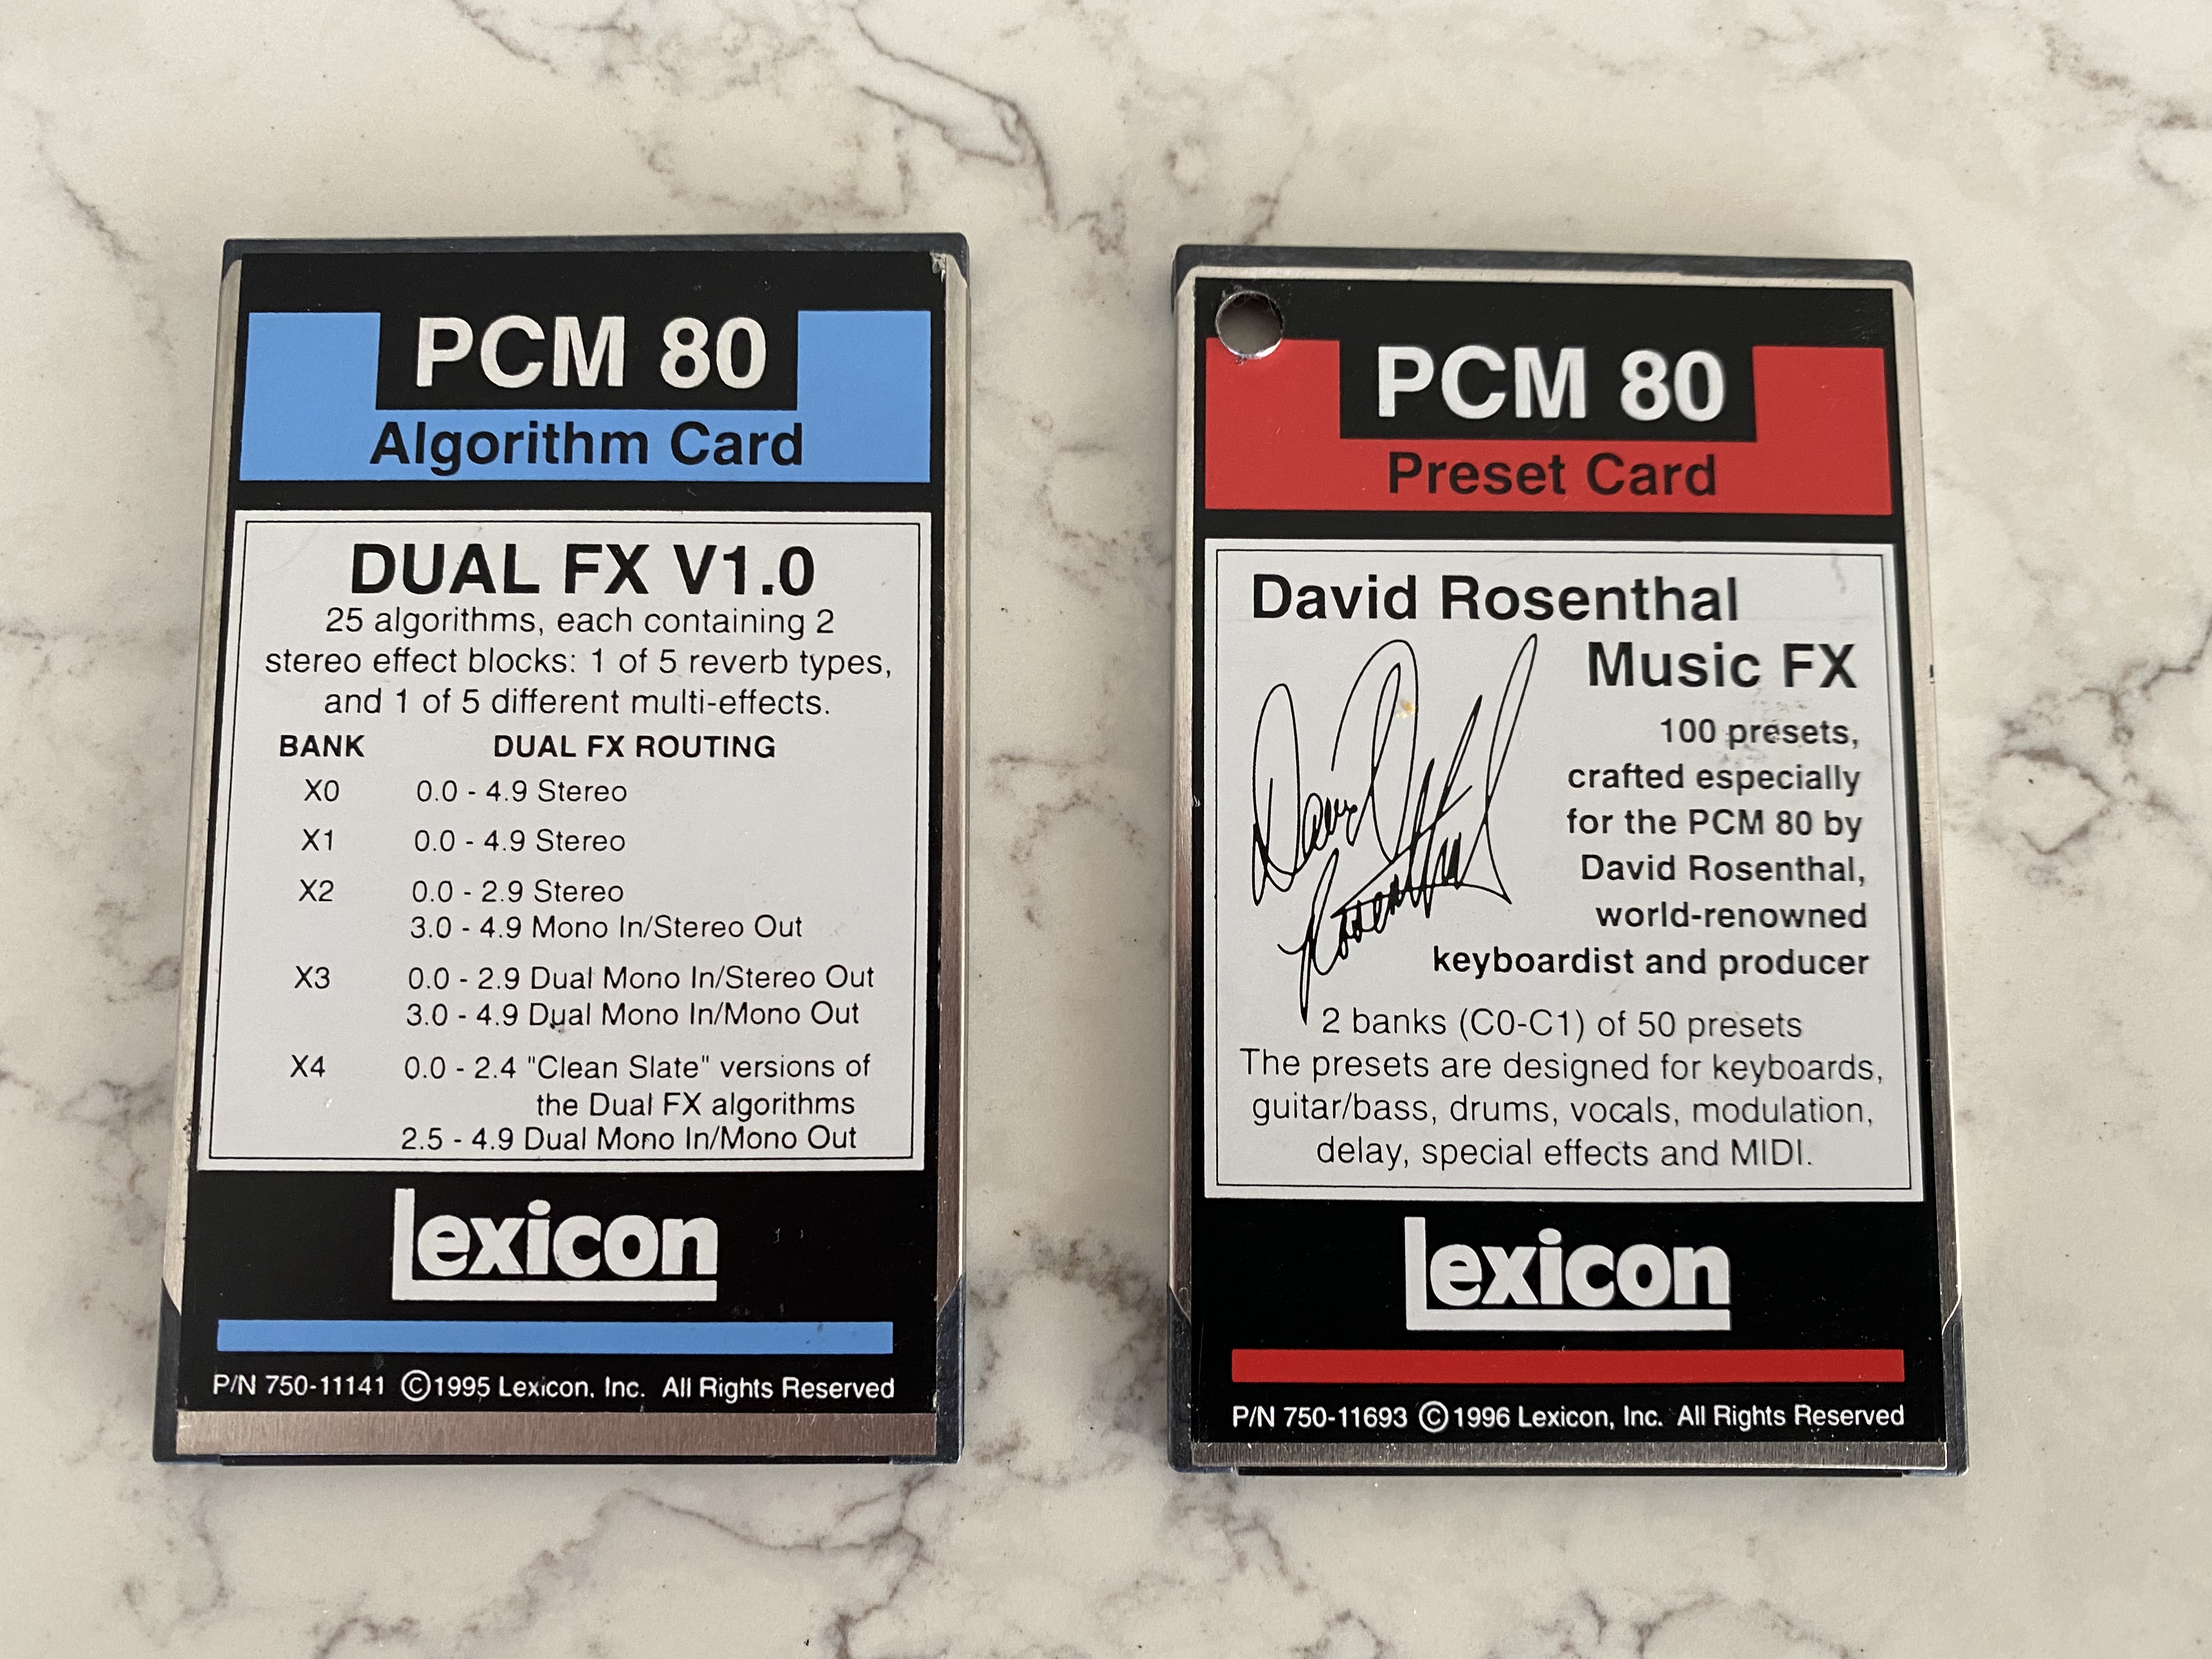 PCM 80
Algorithm Card
DUAL FX V1.0
25 algorithms, each containing 2
stereo effect blocks: 1 of 5 reverb types,
and 1 of 5 different multi-effects.
BANK DUAL FX ROUTING
X0 0.0 - 4.9 Stereo
X1 0.0 - 4.9 Stereo
X2 0.0 - 2.9 Stereo
3.0 - 4.9 Mono In/Stereo Out
X3 0.0 - 2.9 Dual Mono In/Stereo Out
3.0 - 4.9 Dual Mono In/Mono Out
X4 0.0 - 2.4 "Clean Slate" versions of
the Dual FX algorithms
2.5 - 4.9 Dual Mono In/Mono Out
Lexicon
P/N 750-11141 ©1995 Lexicon, Inc. All Rights Reserved
PCM 80
Preset Card
David Rosenthal
Music FX
David Rosenthal
100 presets,
crafted especially
for the PCM 80 by
David Rosenthal,
world-renowned
keyboardist and producer
2 banks (C0-C1) of 50 presets
The presets are designed for keyboards,
guitar/bass, drums, vocals, modulation,
delay, special effects and MIDI.
Lexicon
P/N 750-11693 ©1996 Lexicon, Inc. All Rights Reserved